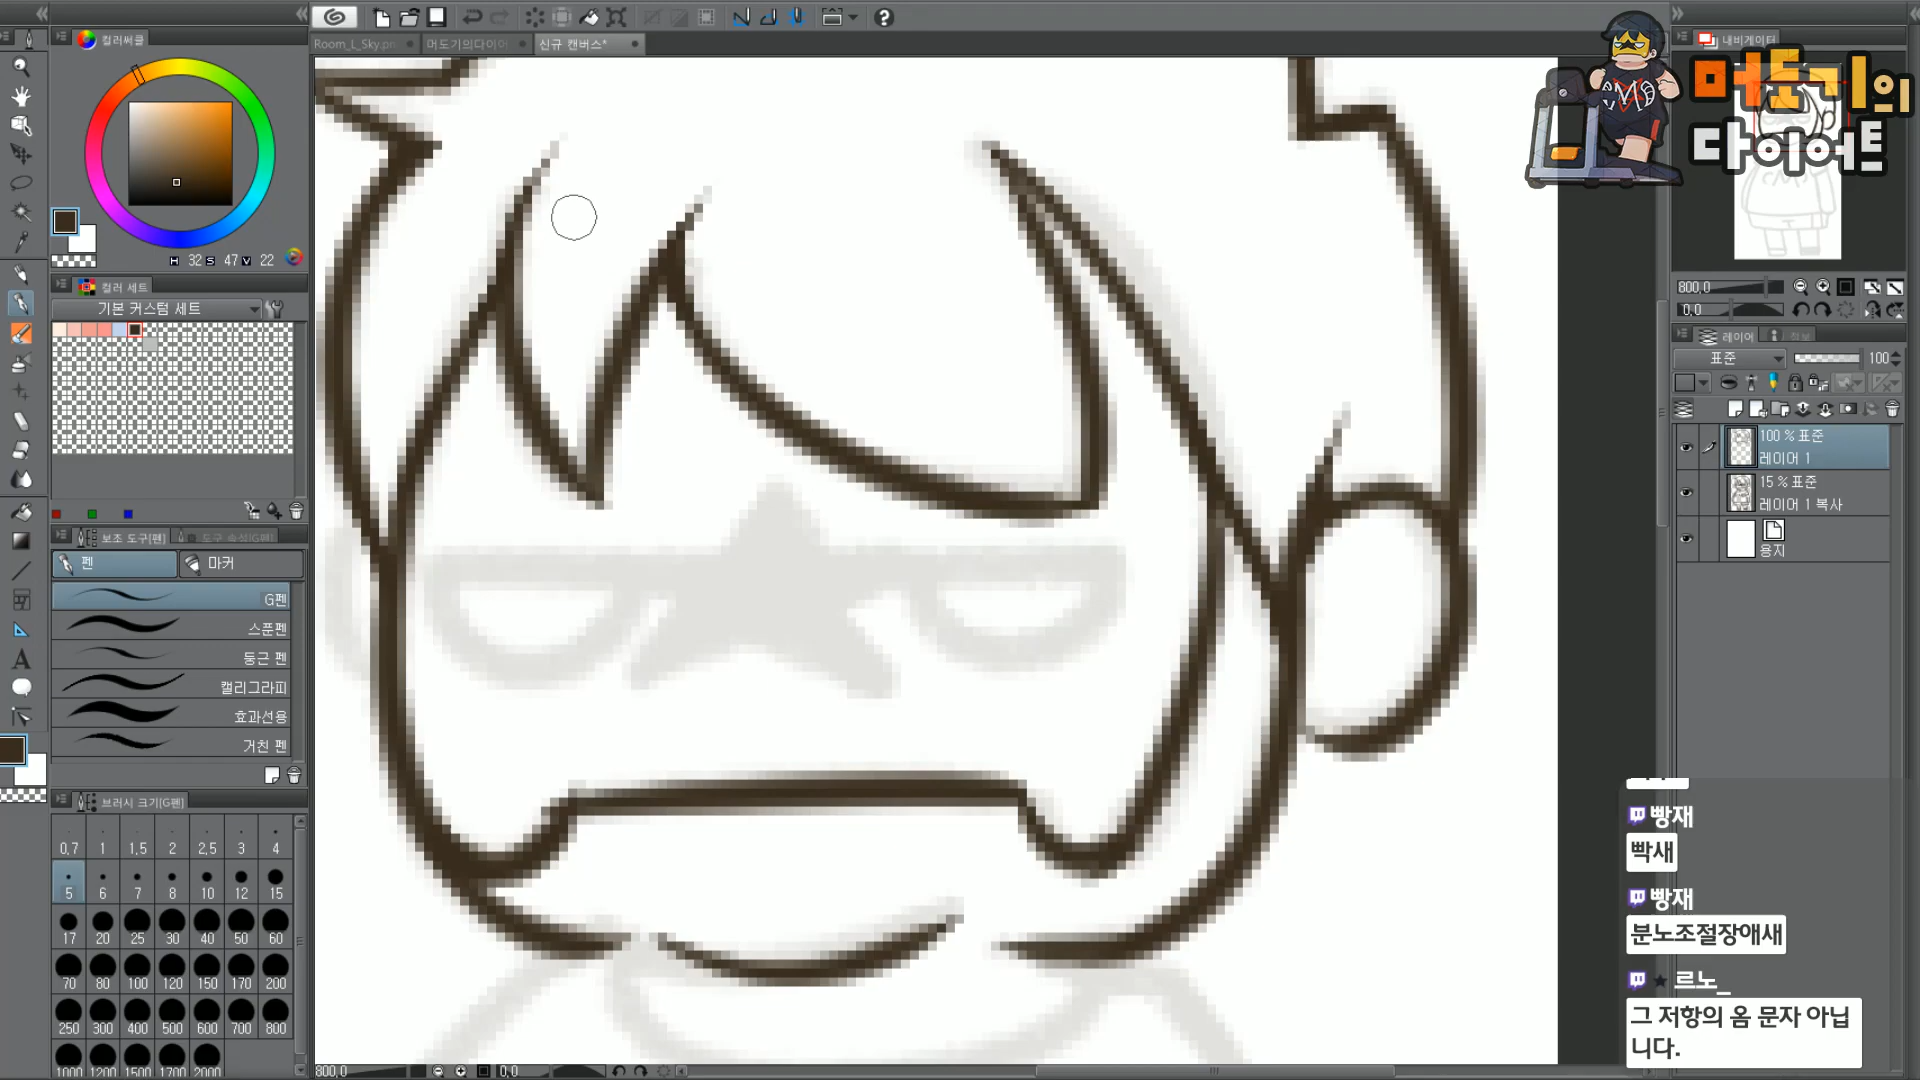 컬러써클
Room_L_Sky.pn
머도기의다이어
신규 캔버스*
내비게이터
머도기의
다이어트
H 32 S 47 V 22
컬러 세트
기본 커스텀 세트
800,0
0,0
레이어
정보
표준
100
100 % 표준
레이어 1
15 % 표준
레이어 1 복사
용지
보조 도구[펜]
도구 속성[G펜]
펜
마커
G펜
스푼펜
둥근 펜
캘리그라피
효과선용
거친 펜
브러시 크기[G펜]
0,7 1 1,5 2 2,5 3 4
5 6 7 8 10 12 15
17 20 25 30 40 50 60
70 80 100 120 150 170 200
250 300 400 500 600 700 800
1000 1200 1500 1700 2000
800,0
0,0
빵재
빡새
빵재
분노조절장애새
르노_
그 저항의 옴 문자 아닙
니다.